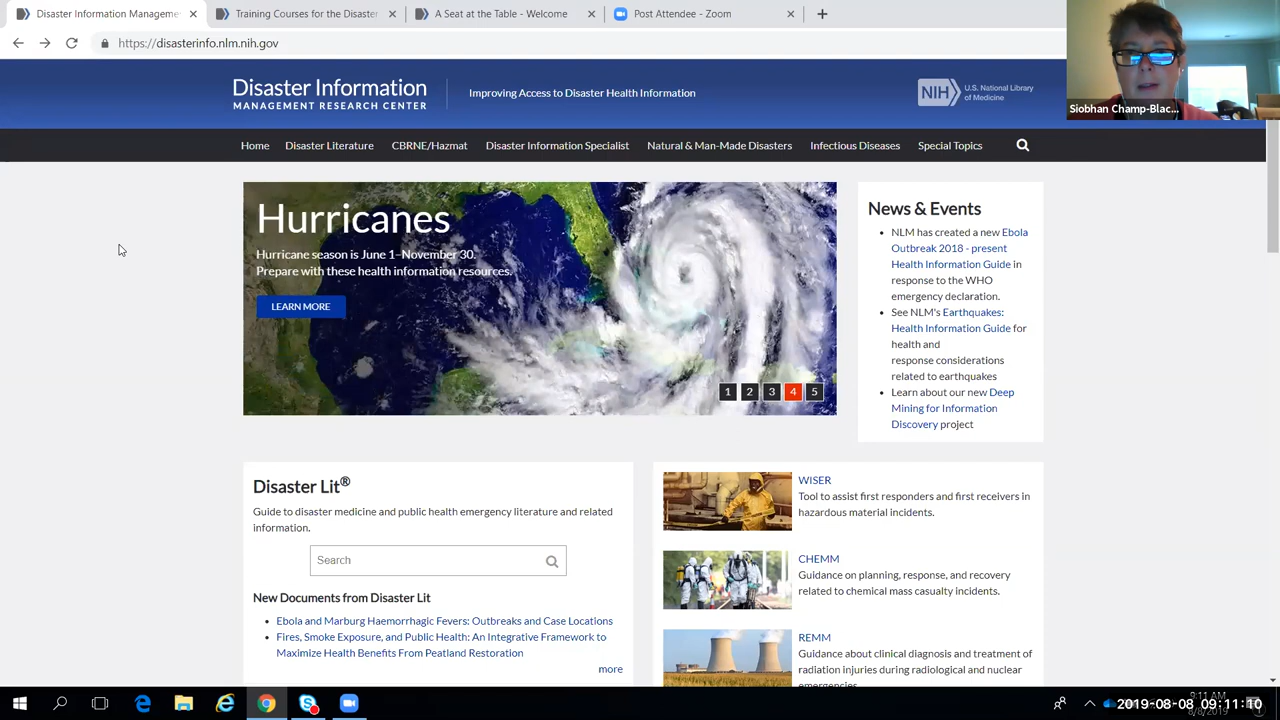 Disaster Information Manageme
Training Courses for the Disaster
A Seat at the Table - Welcome
Post Attendee - Zoom
https://disasterinfo.nlm.nih.gov
Siobhan Champ-Blac...
Disaster Information
MANAGEMENT RESEARCH CENTER
Improving Access to Disaster Health Information
NIH
U.S. National Library
of Medicine
Home
Disaster Literature
CBRNE/Hazmat
Disaster Information Specialist
Natural & Man-Made Disasters
Infectious Diseases
Special Topics
Hurricanes
Hurricane season is June 1–November 30.
Prepare with these health information resources.
LEARN MORE
1 2 3 4 5
News & Events
NLM has created a new Ebola
Outbreak 2018 - present
Health Information Guide in
response to the WHO
emergency declaration.
See NLM's Earthquakes:
Health Information Guide for
health and
response considerations
related to earthquakes
Learn about our new Deep
Mining for Information
Discovery project
Disaster Lit®
Guide to disaster medicine and public health emergency literature and related
information.
Search
New Documents from Disaster Lit
Ebola and Marburg Haemorrhagic Fevers: Outbreaks and Case Locations
Fires, Smoke Exposure, and Public Health: An Integrative Framework to
Maximize Health Benefits From Peatland Restoration
more
WISER
Tool to assist first responders and first receivers in
hazardous material incidents.
CHEMM
Guidance on planning, response, and recovery
related to chemical mass casualty incidents.
REMM
Guidance about clinical diagnosis and treatment of
radiation injuries during radiological and nuclear
emergencies.
9:11 AM
2019-08-08 09:11:10
8/8/2019